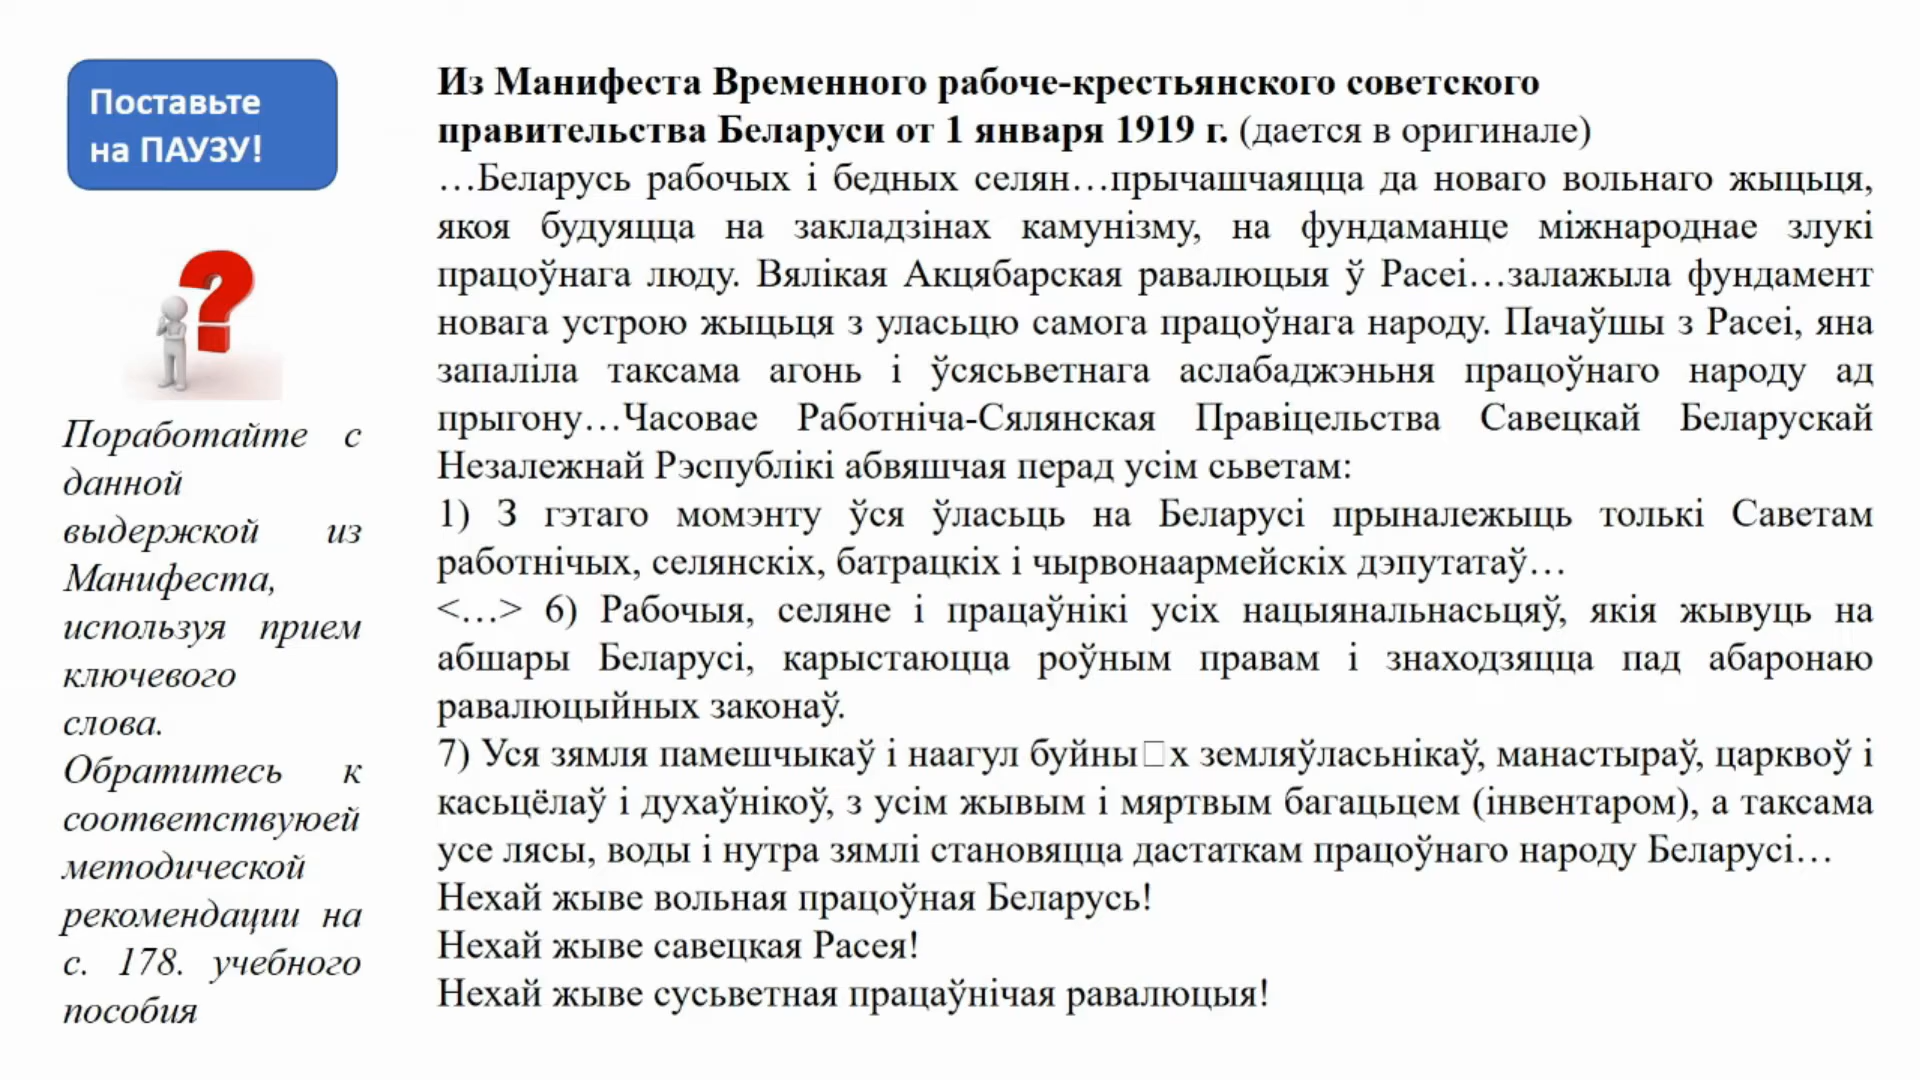 Поставьте
на ПАУЗУ!
Поработайте с
данной
выдержкой из
Манифеста,
используя прием
ключевого
слова.
Обратитесь к
соответствуюей
методической
рекомендации на
с. 178. учебного
пособия
Из Манифеста Временного рабоче-крестьянского советского
правительства Беларуси от 1 января 1919 г. (дается в оригинале)
…Беларусь рабочых і бедных селян…прычашчаяцца да новаго вольнаго жыцьця,
якоя будуяцца на закладзінах камунізму, на фундаманце міжнароднае злукі
працоўнага люду. Вялікая Акцябарская равалюцыя ў Расеі…залажыла фундамент
новага устрою жыцьця з уласьцю самога працоўнага народу. Пачаўшы з Расеі, яна
запаліла таксама агонь і ўсясьветнага аслабаджэньня працоўнаго народу ад
прыгону…Часовае Работніча-Сялянская Правіцельства Савецкай Беларускай
Незалежнай Рэспублікі абвяшчая перад усім сьветам:
1) З гэтаго момэнту ўся ўласьць на Беларусі прыналежыць толькі Саветам
работнічых, селянскіх, батрацкіх і чырвонаармейскіх дэпутатаў…
<…> 6) Рабочыя, селяне і працаўнікі усіх нацыянальнасьцяў, якія жывуць на
абшары Беларусі, карыстаюцца роўным правам і знаходзяцца пад абаронаю
равалюцыйных законаў.
7) Уся зямля памешчыкаў і наагул буйны□х земляўласьнікаў, манастыраў, царквоў і
касьцёлаў і духаўнікоў, з усім жывым і мяртвым багацьцем (інвентаром), а таксама
усе лясы, воды і нутра зямлі становяцца дастаткам працоўнаго народу Беларусі…
Нехай жыве вольная працоўная Беларусь!
Нехай жыве савецкая Расея!
Нехай жыве сусьветная працаўнічая равалюцыя!